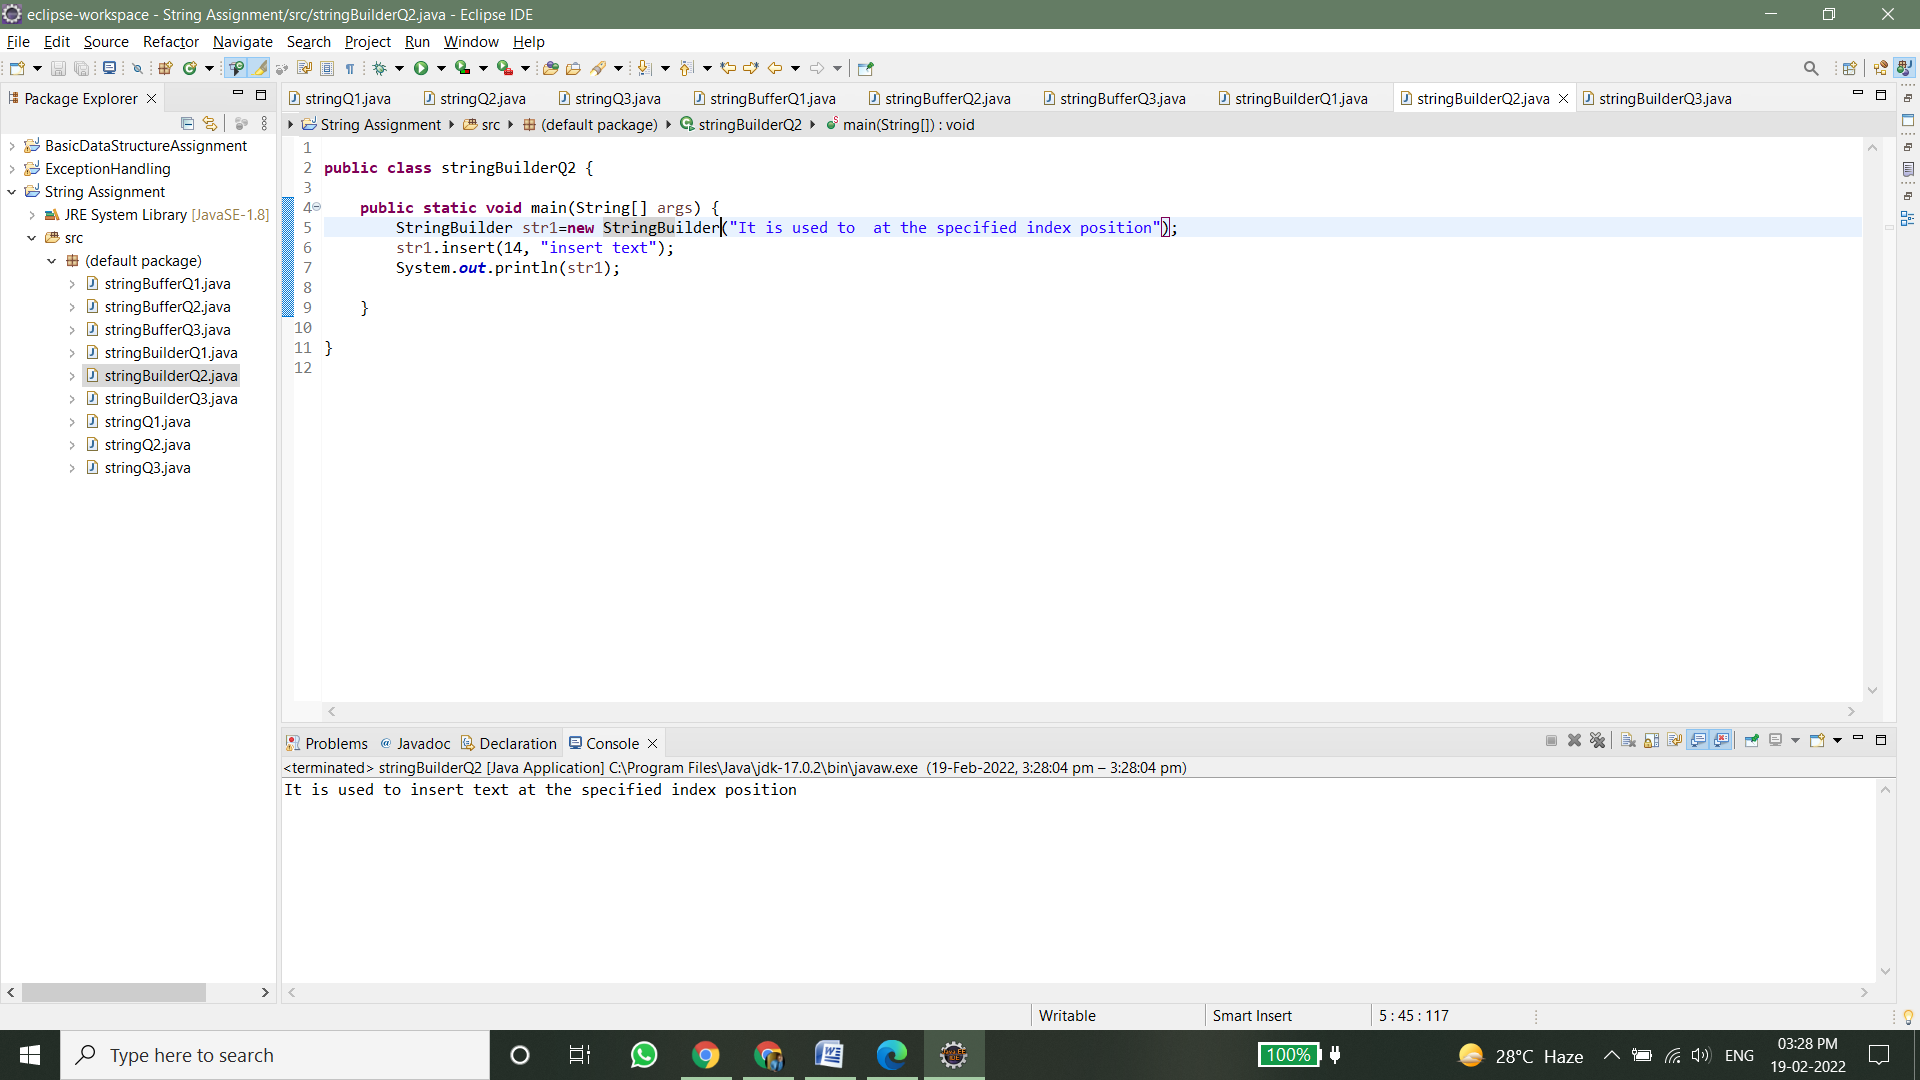 eclipse-workspace - String Assignment/src/stringBuilderQ2.java - Eclipse IDE
File Edit Source Refactor Navigate Search Project Run Window Help
Package Explorer
BasicDataStructureAssignment
ExceptionHandling
String Assignment
JRE System Library [JavaSE-1.8]
src
(default package)
stringBufferQ1.java
stringBufferQ2.java
stringBufferQ3.java
stringBuilderQ1.java
stringBuilderQ2.java
stringBuilderQ3.java
stringQ1.java
stringQ2.java
stringQ3.java
stringQ1.java stringQ2.java stringQ3.java stringBufferQ1.java stringBufferQ2.java stringBufferQ3.java stringBuilderQ1.java stringBuilderQ2.java stringBuilderQ3.java
String Assignment src (default package) stringBuilderQ2 main(String[]) : void
1
2 public class stringBuilderQ2 {
3
4 public static void main(String[] args) {
5 StringBuilder str1=new StringBuilder("It is used to  at the specified index position");
6 str1.insert(14, "insert text");
7 System.out.println(str1);
8
9 }
10
11 }
12
Problems @ Javadoc Declaration Console
<terminated> stringBuilderQ2 [Java Application] C:\Program Files\Java\jdk-17.0.2\bin\javaw.exe (19-Feb-2022, 3:28:04 pm – 3:28:04 pm)
It is used to insert text at the specified index position
Writable Smart Insert 5 : 45 : 117
Type here to search
100%
28°C Haze
ENG
03:28 PM
19-02-2022